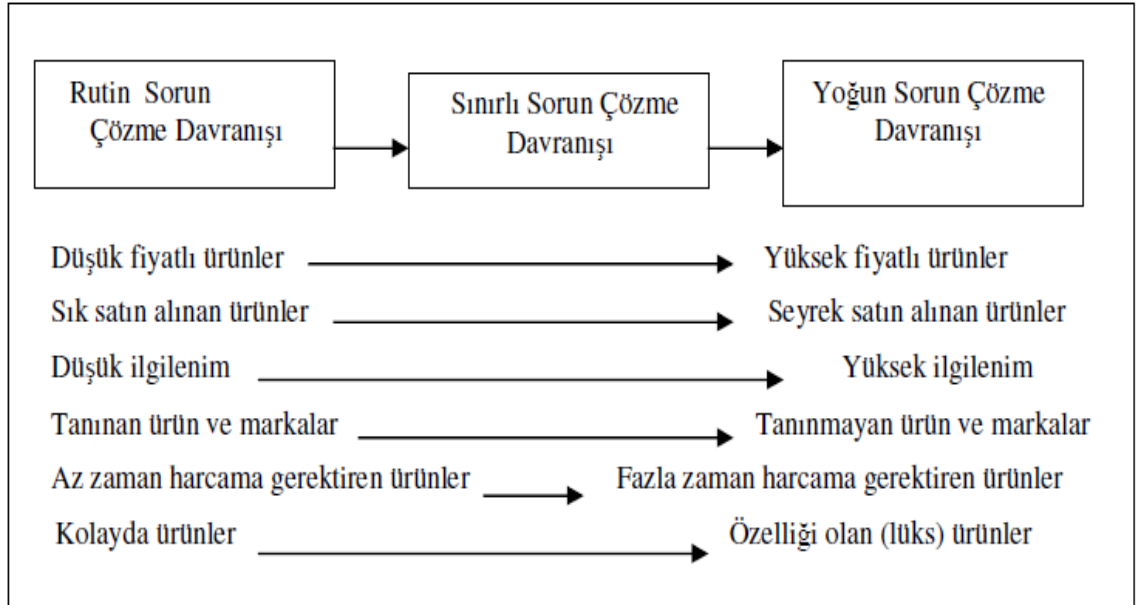 Rutin Sorun
Çözme Davranışı
Sınırlı Sorun Çözme
Davranışı
Yoğun Sorun Çözme
Davranışı
Düşük fiyatlı ürünler Yüksek fiyatlı ürünler
Sık satın alınan ürünler Seyrek satın alınan ürünler
Düşük ilgilenim Yüksek ilgilenim
Tanınan ürün ve markalar Tanınmayan ürün ve markalar
Az zaman harcama gerektiren ürünler Fazla zaman harcama gerektiren ürünler
Kolayda ürünler Özelliği olan (lüks) ürünler